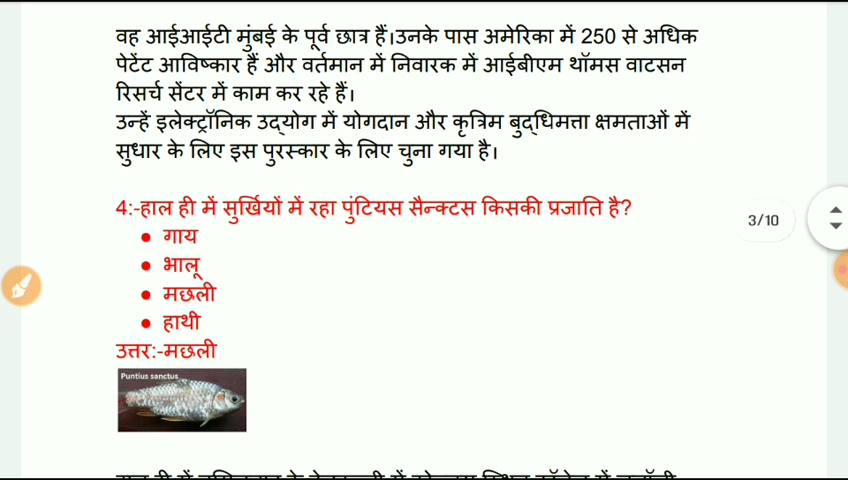 वह आईआईटी मुंबई के पूर्व छात्र हैं।उनके पास अमेरिका में 250 से अधिक
पेटेंट आविष्कार हैं और वर्तमान में निवारक में आईबीएम थॉमस वाटसन
रिसर्च सेंटर में काम कर रहे हैं।
उन्हें इलेक्ट्रॉनिक उद्योग में योगदान और कृत्रिम बुद्धिमत्ता क्षमताओं में
सुधार के लिए इस पुरस्कार के लिए चुना गया है।
4:-हाल ही में सुर्खियों में रहा पुंटियस सैन्क्टस किसकी प्रजाति है?
3/10
● गाय
● भालू
● मछली
● हाथी
उत्तर:-मछली
Puntius sanctus